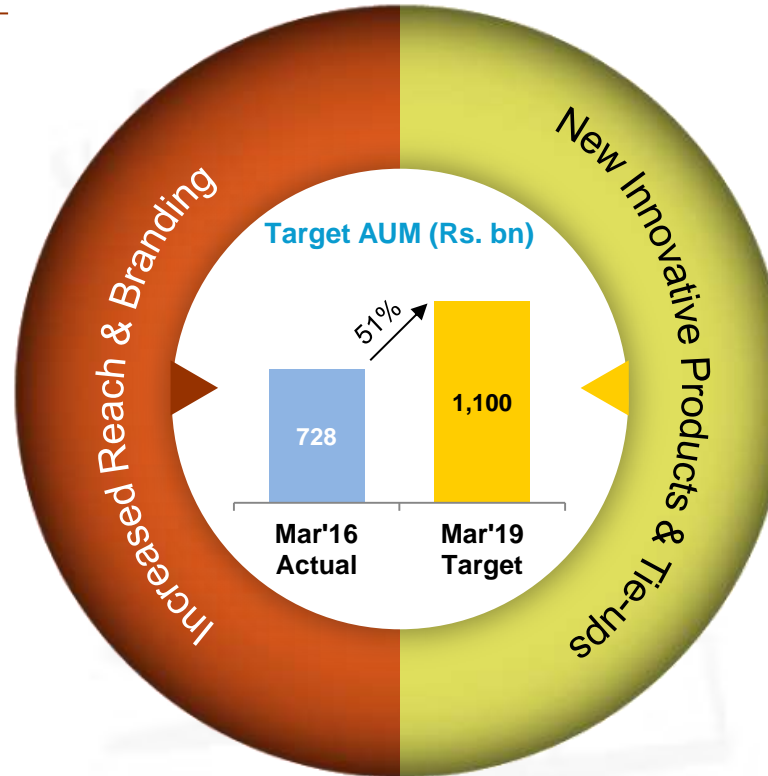 Increased Reach & Branding
New Innovative Products & Tie-ups
Target AUM (Rs. bn)
51%
728
1,100
Mar'16
Actual
Mar'19
Target